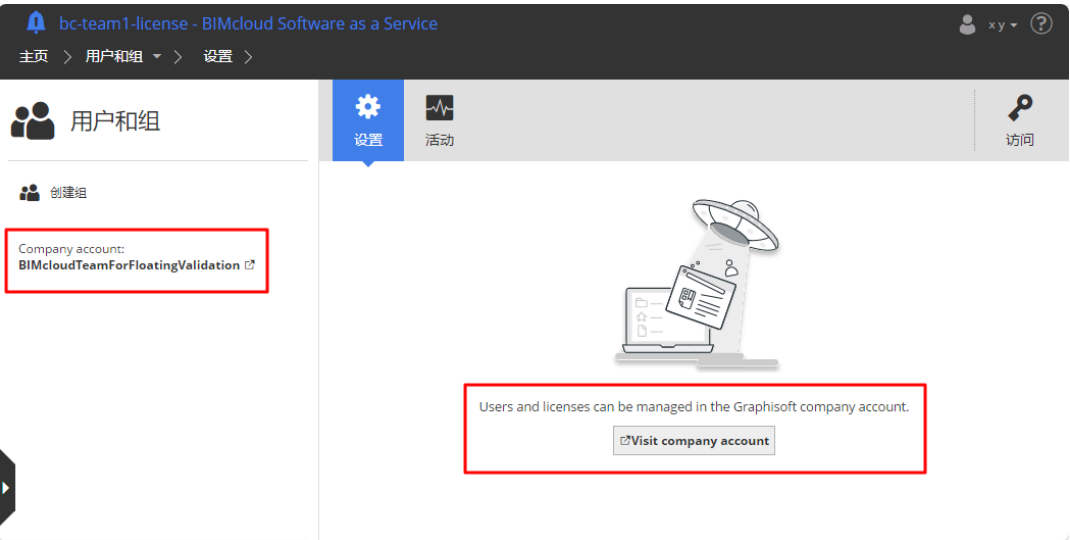 bc-team1-license - BIMcloud Software as a Service
x y
主页 > 用户和组 > 设置 >
用户和组
设置
活动
访问
创建组
Company account:
BIMcloudTeamForFloatingValidation
Users and licenses can be managed in the Graphisoft company account.
Visit company account